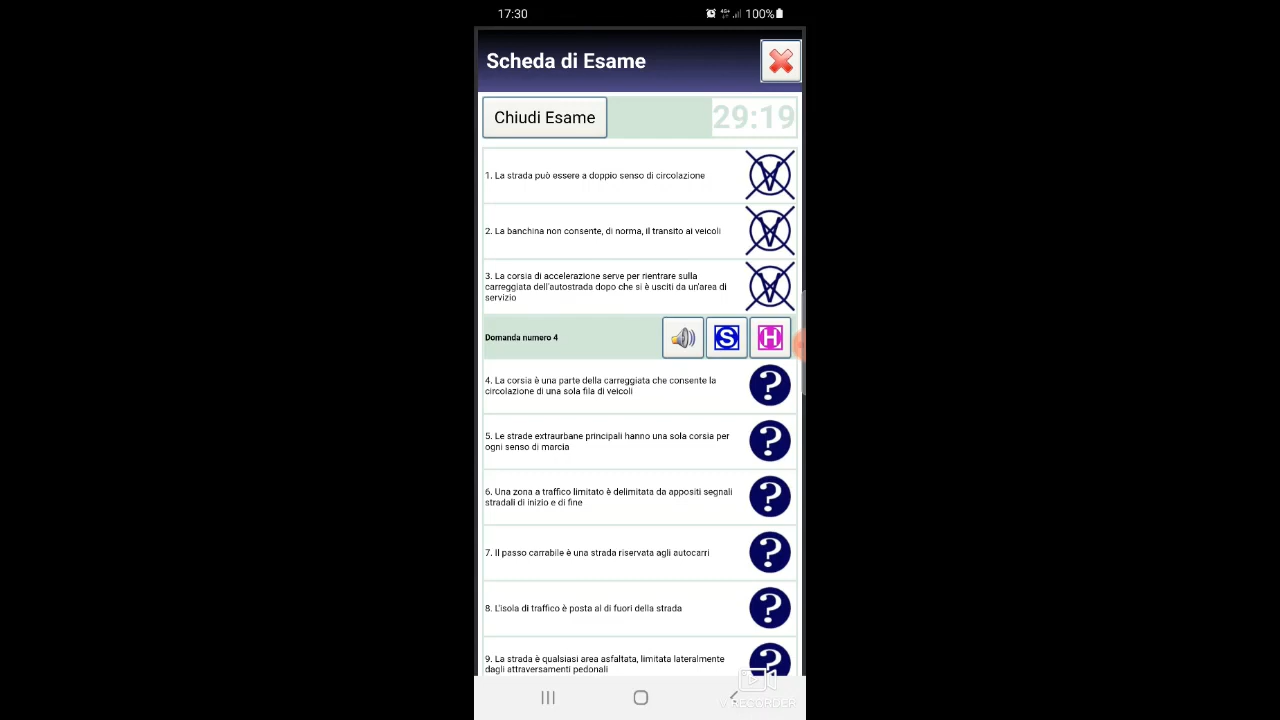 17:30
4G+ 100%
Scheda di Esame
Chiudi Esame
29:19
1. La strada può essere a doppio senso di circolazione
V
2. La banchina non consente, di norma, il transito ai veicoli
V
3. La corsia di accelerazione serve per rientrare sulla
carreggiata dell'autostrada dopo che si è usciti da un'area di
servizio
V
Domanda numero 4
S
H
4. La corsia è una parte della carreggiata che consente la
circolazione di una sola fila di veicoli
?
5. Le strade extraurbane principali hanno una sola corsia per
ogni senso di marcia
?
6. Una zona a traffico limitato è delimitata da appositi segnali
stradali di inizio e di fine
?
7. Il passo carrabile è una strada riservata agli autocarri
?
8. L'isola di traffico è posta al di fuori della strada
?
9. La strada è qualsiasi area asfaltata, limitata lateralmente
dagli attraversamenti pedonali
?
V RECORDER